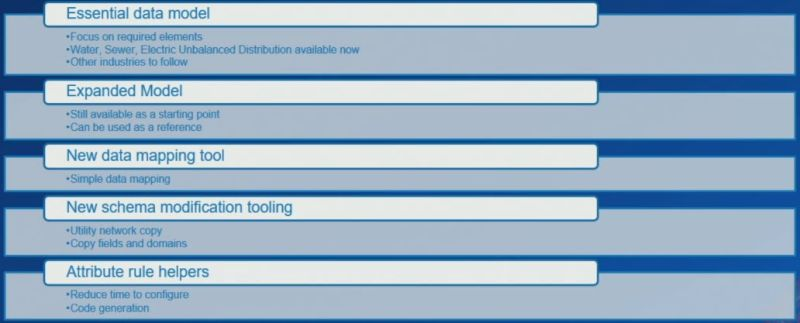 Essential data model
•Focus on required elements
•Water, Sewer, Electric Unbalanced Distribution available now
•Other industries to follow
Expanded Model
•Still available as a starting point
•Can be used as a reference
New data mapping tool
•Simple data mapping
New schema modification tooling
•Utility network copy
•Copy fields and domains
Attribute rule helpers
•Reduce time to configure
•Code generation